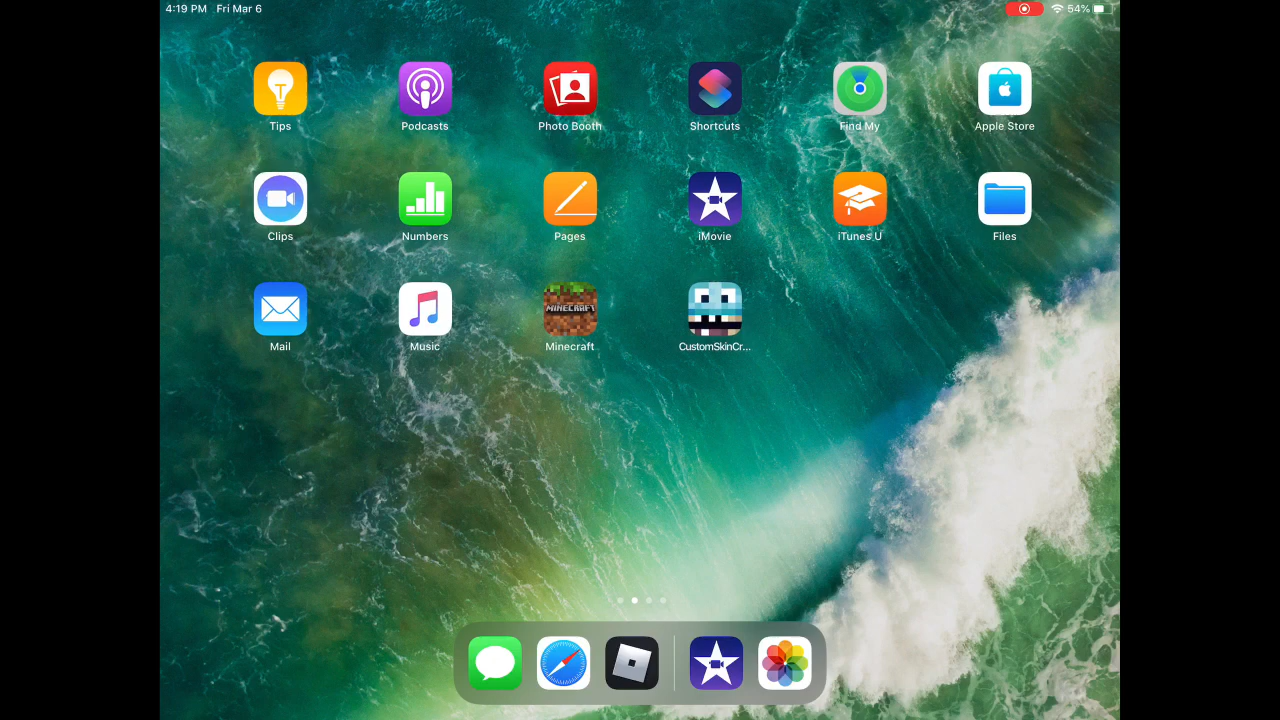 4:19 PM Fri Mar 6 54%
Tips Podcasts Photo Booth Shortcuts Find My Apple Store
Clips Numbers Pages iMovie iTunes U Files
MINECRAFT
Mail Music Minecraft CustomSkinCr...